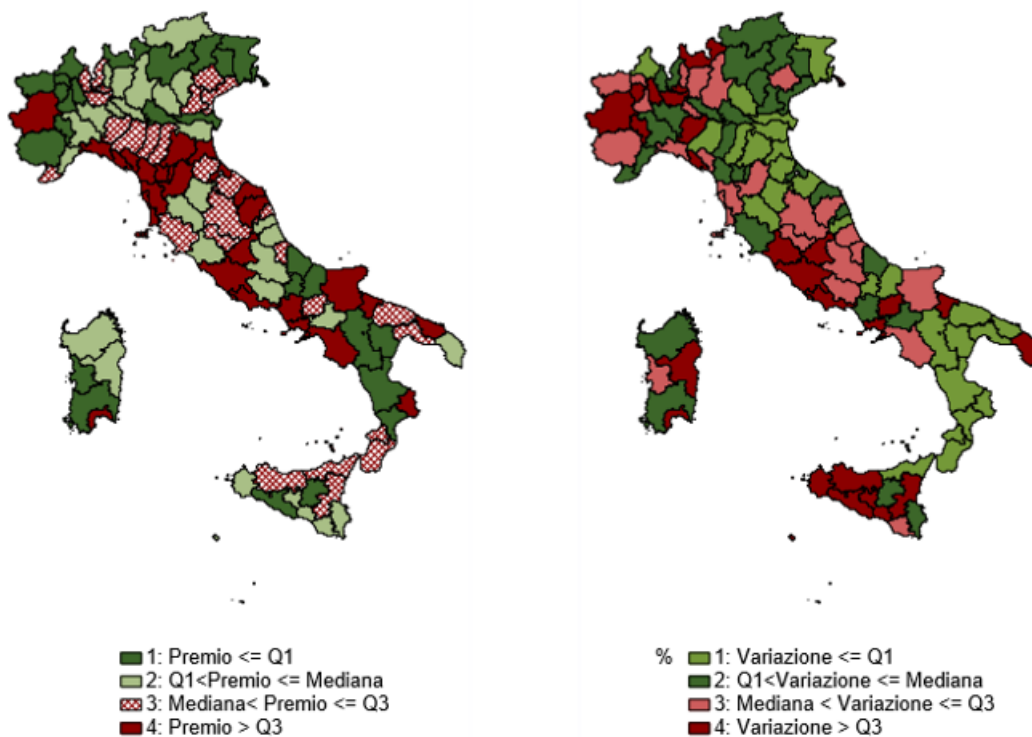 1: Premio <= Q1
2: Q1<Premio <= Mediana
3: Mediana< Premio <= Q3
4: Premio > Q3
%
1: Variazione <= Q1
2: Q1<Variazione <= Mediana
3: Mediana < Variazione <= Q3
4: Variazione > Q3